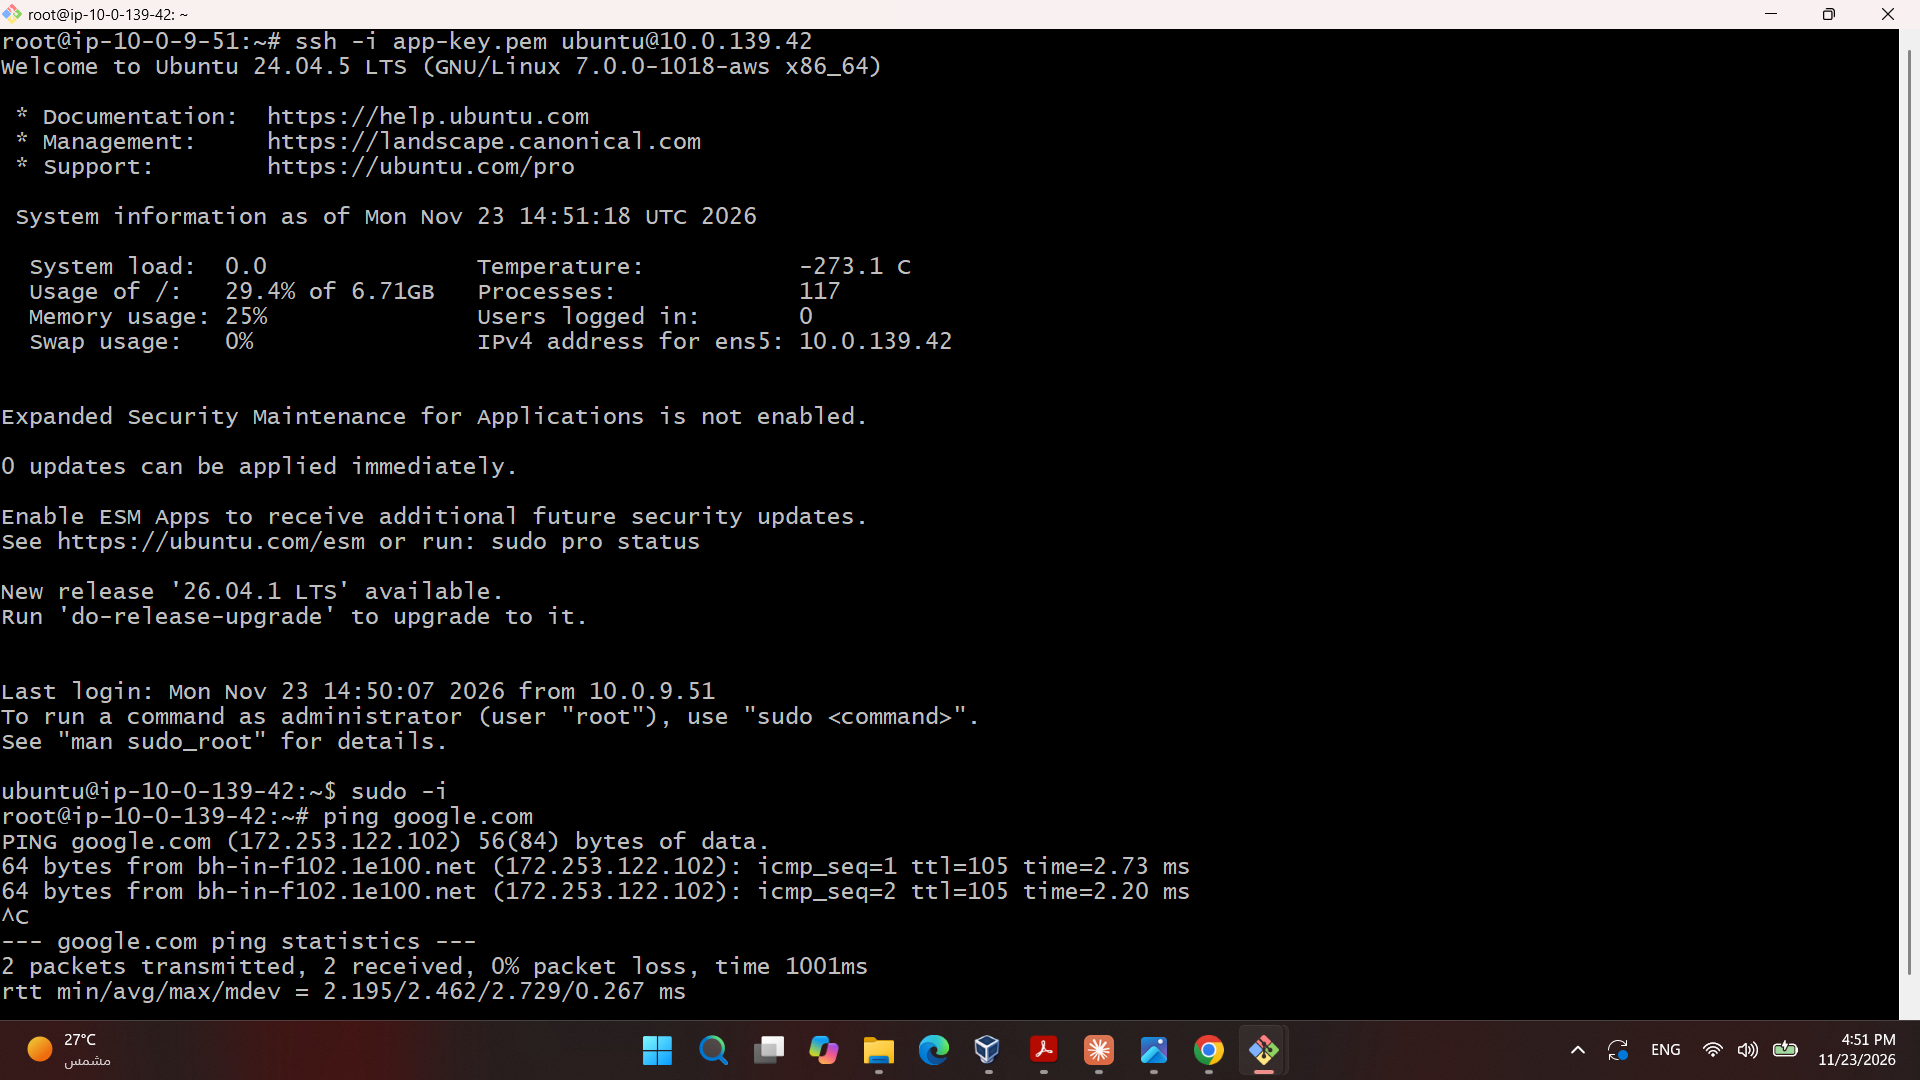 root@ip-10-0-139-42: ~
root@ip-10-0-9-51:~# ssh -i app-key.pem ubuntu@10.0.139.42
Welcome to Ubuntu 24.04.5 LTS (GNU/Linux 7.0.0-1018-aws x86_64)
* Documentation:  https://help.ubuntu.com
* Management:     https://landscape.canonical.com
* Support:        https://ubuntu.com/pro
System information as of Mon Nov 23 14:51:18 UTC 2026
System load:  0.0               Temperature:           -273.1 C
Usage of /:   29.4% of 6.71GB   Processes:             117
Memory usage: 25%               Users logged in:       0
Swap usage:   0%                IPv4 address for ens5: 10.0.139.42
Expanded Security Maintenance for Applications is not enabled.
0 updates can be applied immediately.
Enable ESM Apps to receive additional future security updates.
See https://ubuntu.com/esm or run: sudo pro status
New release '26.04.1 LTS' available.
Run 'do-release-upgrade' to upgrade to it.
Last login: Mon Nov 23 14:50:07 2026 from 10.0.9.51
To run a command as administrator (user "root"), use "sudo <command>".
See "man sudo_root" for details.
ubuntu@ip-10-0-139-42:~$ sudo -i
root@ip-10-0-139-42:~# ping google.com
PING google.com (172.253.122.102) 56(84) bytes of data.
64 bytes from bh-in-f102.1e100.net (172.253.122.102): icmp_seq=1 ttl=105 time=2.73 ms
64 bytes from bh-in-f102.1e100.net (172.253.122.102): icmp_seq=2 ttl=105 time=2.20 ms
^C
--- google.com ping statistics ---
2 packets transmitted, 2 received, 0% packet loss, time 1001ms
rtt min/avg/max/mdev = 2.195/2.462/2.729/0.267 ms
27°C
مشمس
ENG
4:51 PM
11/23/2026